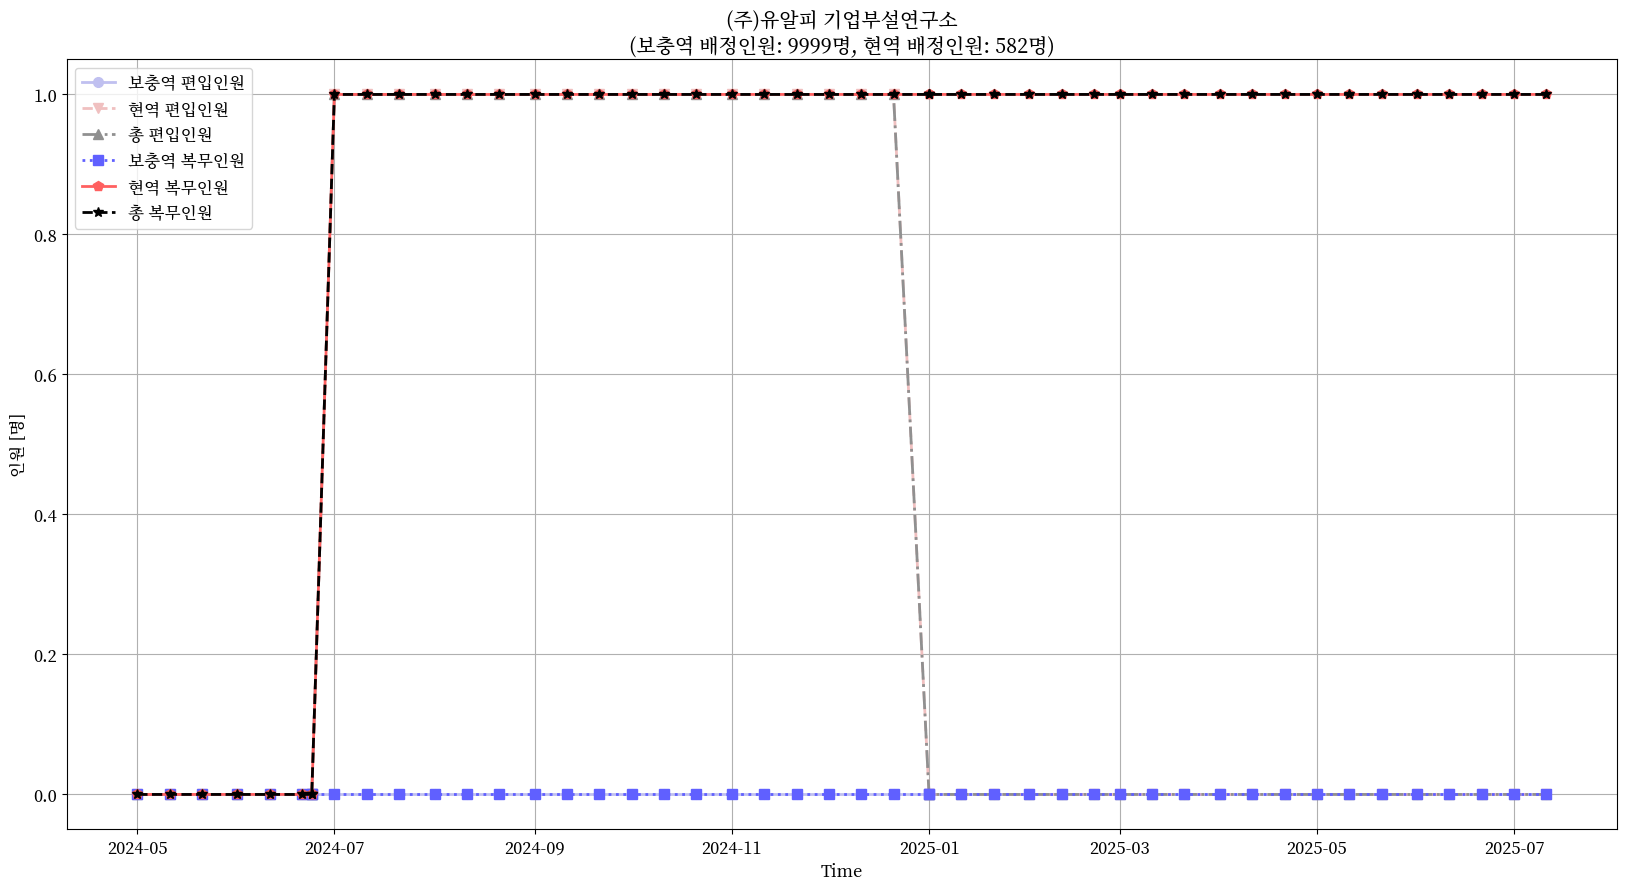 (주)유알피 기업부설연구소
(보충역 배정인원: 9999명, 현역 배정인원: 582명)
보충역 편입인원
현역 편입인원
총 편입인원
보충역 복무인원
현역 복무인원
총 복무인원
1.0
0.8
0.6
0.4
0.2
0.0
인원 [명]
2024-05
2024-07
2024-09
2024-11
2025-01
2025-03
2025-05
2025-07
Time